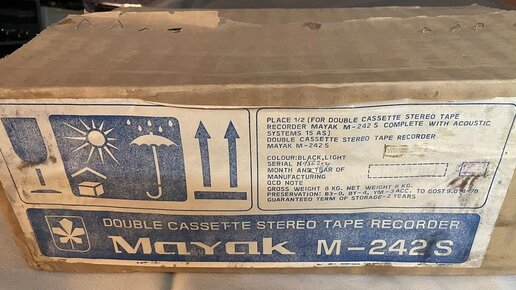 PLACE 1/2 (FOR DOUBLE CASSETTE STEREO TAPE
RECORDER MAYAK M-242 S COMPLETE WITH ACOUSTIC
SYSTEMS 15 AS)
DOUBLE CASSETTE STEREO TAPE RECORDER
MAYAK M-242 S
COLOUR:BLACK,LIGHT
SERIAL N
MONTH AND YEAR OF
MANUFACTURING
QCD NOTE
GROSS WEIGHT 8 KG. NET WEIGHT 6 KG.
PRESERVATION: B3-0, BY-4, YM-3 ACC. TO GOST 9.014-78
GUARANTEED TERM OF STORAGE-2 YEARS
DOUBLE CASSETTE STEREO TAPE RECORDER
Mayak M-242 S